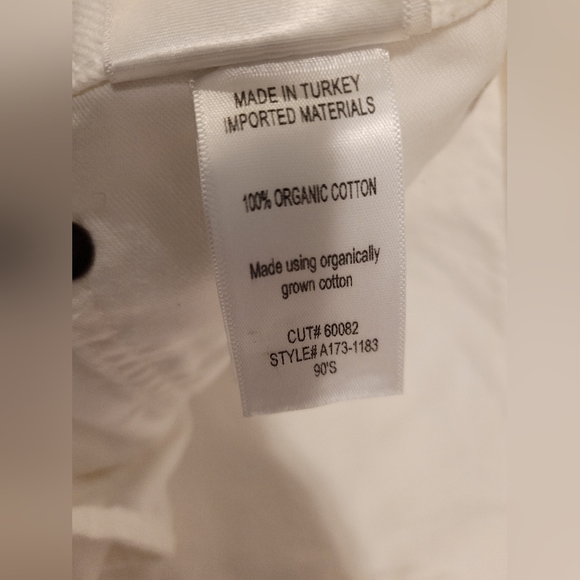 MADE IN TURKEY
IMPORTED MATERIALS
100% ORGANIC COTTON
Made using organically
grown cotton
CUT# 60082
STYLE# A173-1183
90'S